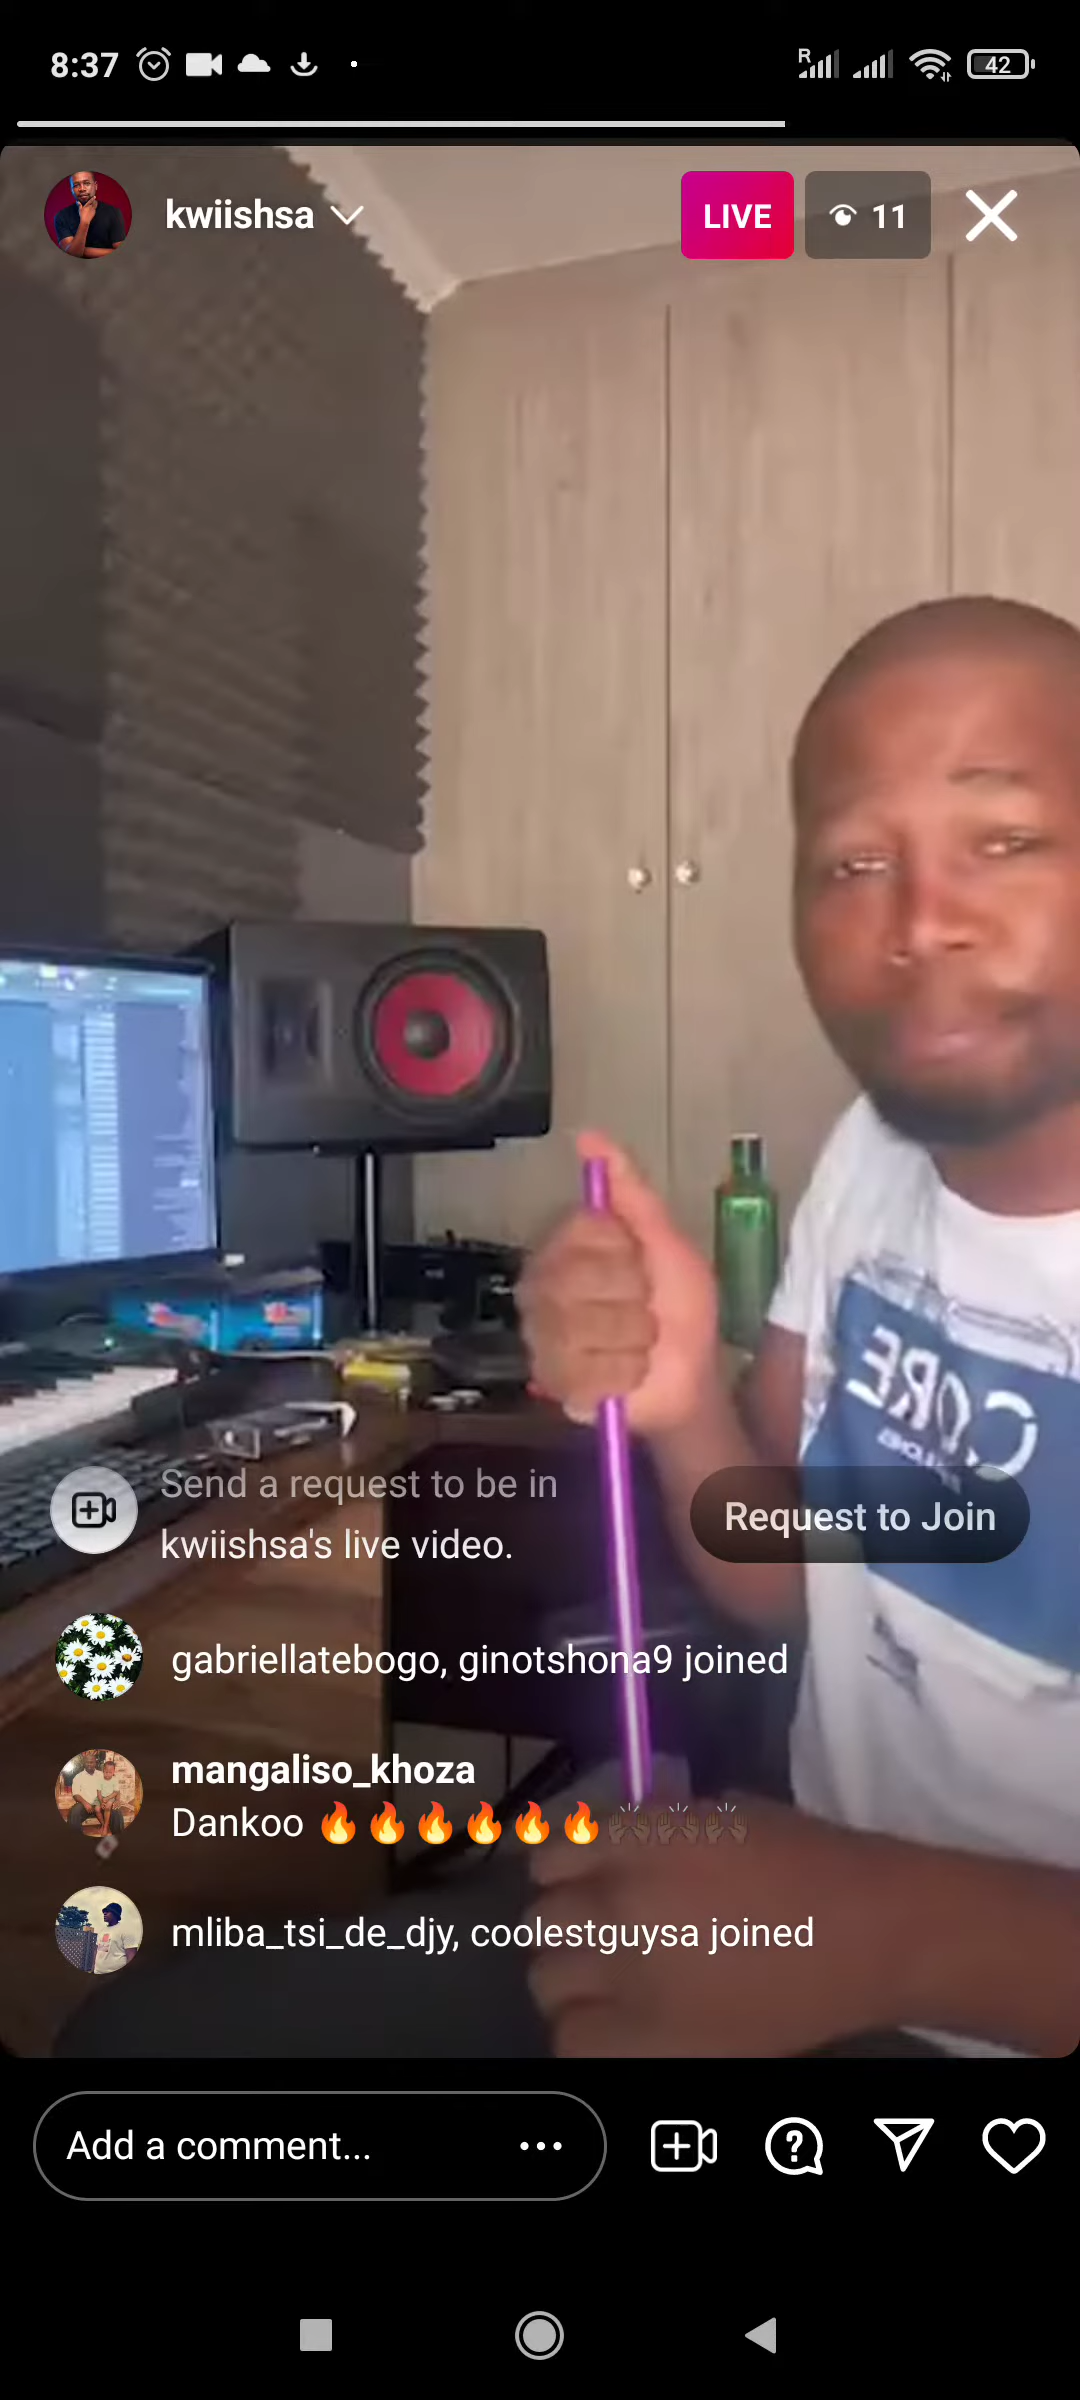 8:37
R
42
kwiishsa
LIVE
11
CORE
Send a request to be in
kwiishsa's live video.
Request to Join
gabriellatebogo, ginotshona9 joined
mangaliso_khoza
Dankoo 🔥🔥🔥🔥🔥🔥🙌🏿🙌🏿🙌🏿
mliba_tsi_de_djy, coolestguysa joined
Add a comment...